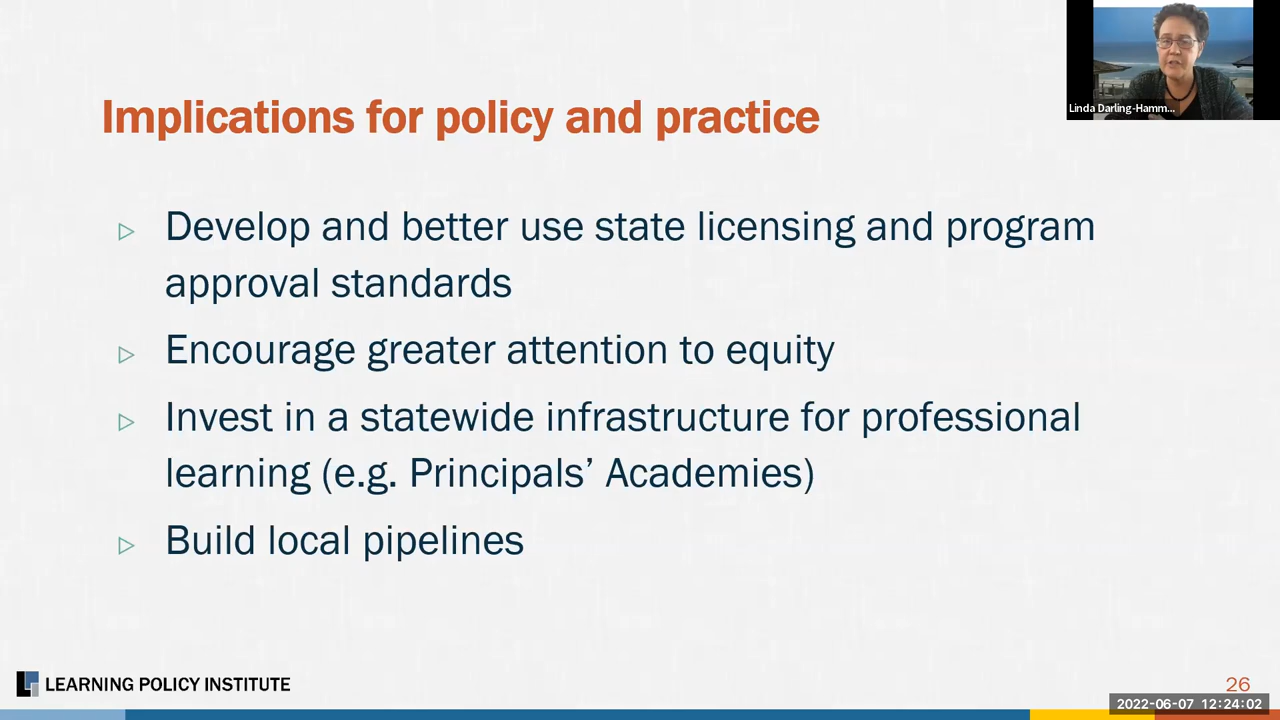 Linda Darling-Hamm...
Implications for policy and practice
▷ Develop and better use state licensing and program
approval standards
▷ Encourage greater attention to equity
▷ Invest in a statewide infrastructure for professional
learning (e.g. Principals’ Academies)
▷ Build local pipelines
LEARNING POLICY INSTITUTE
26
2022-06-07 12:24:02